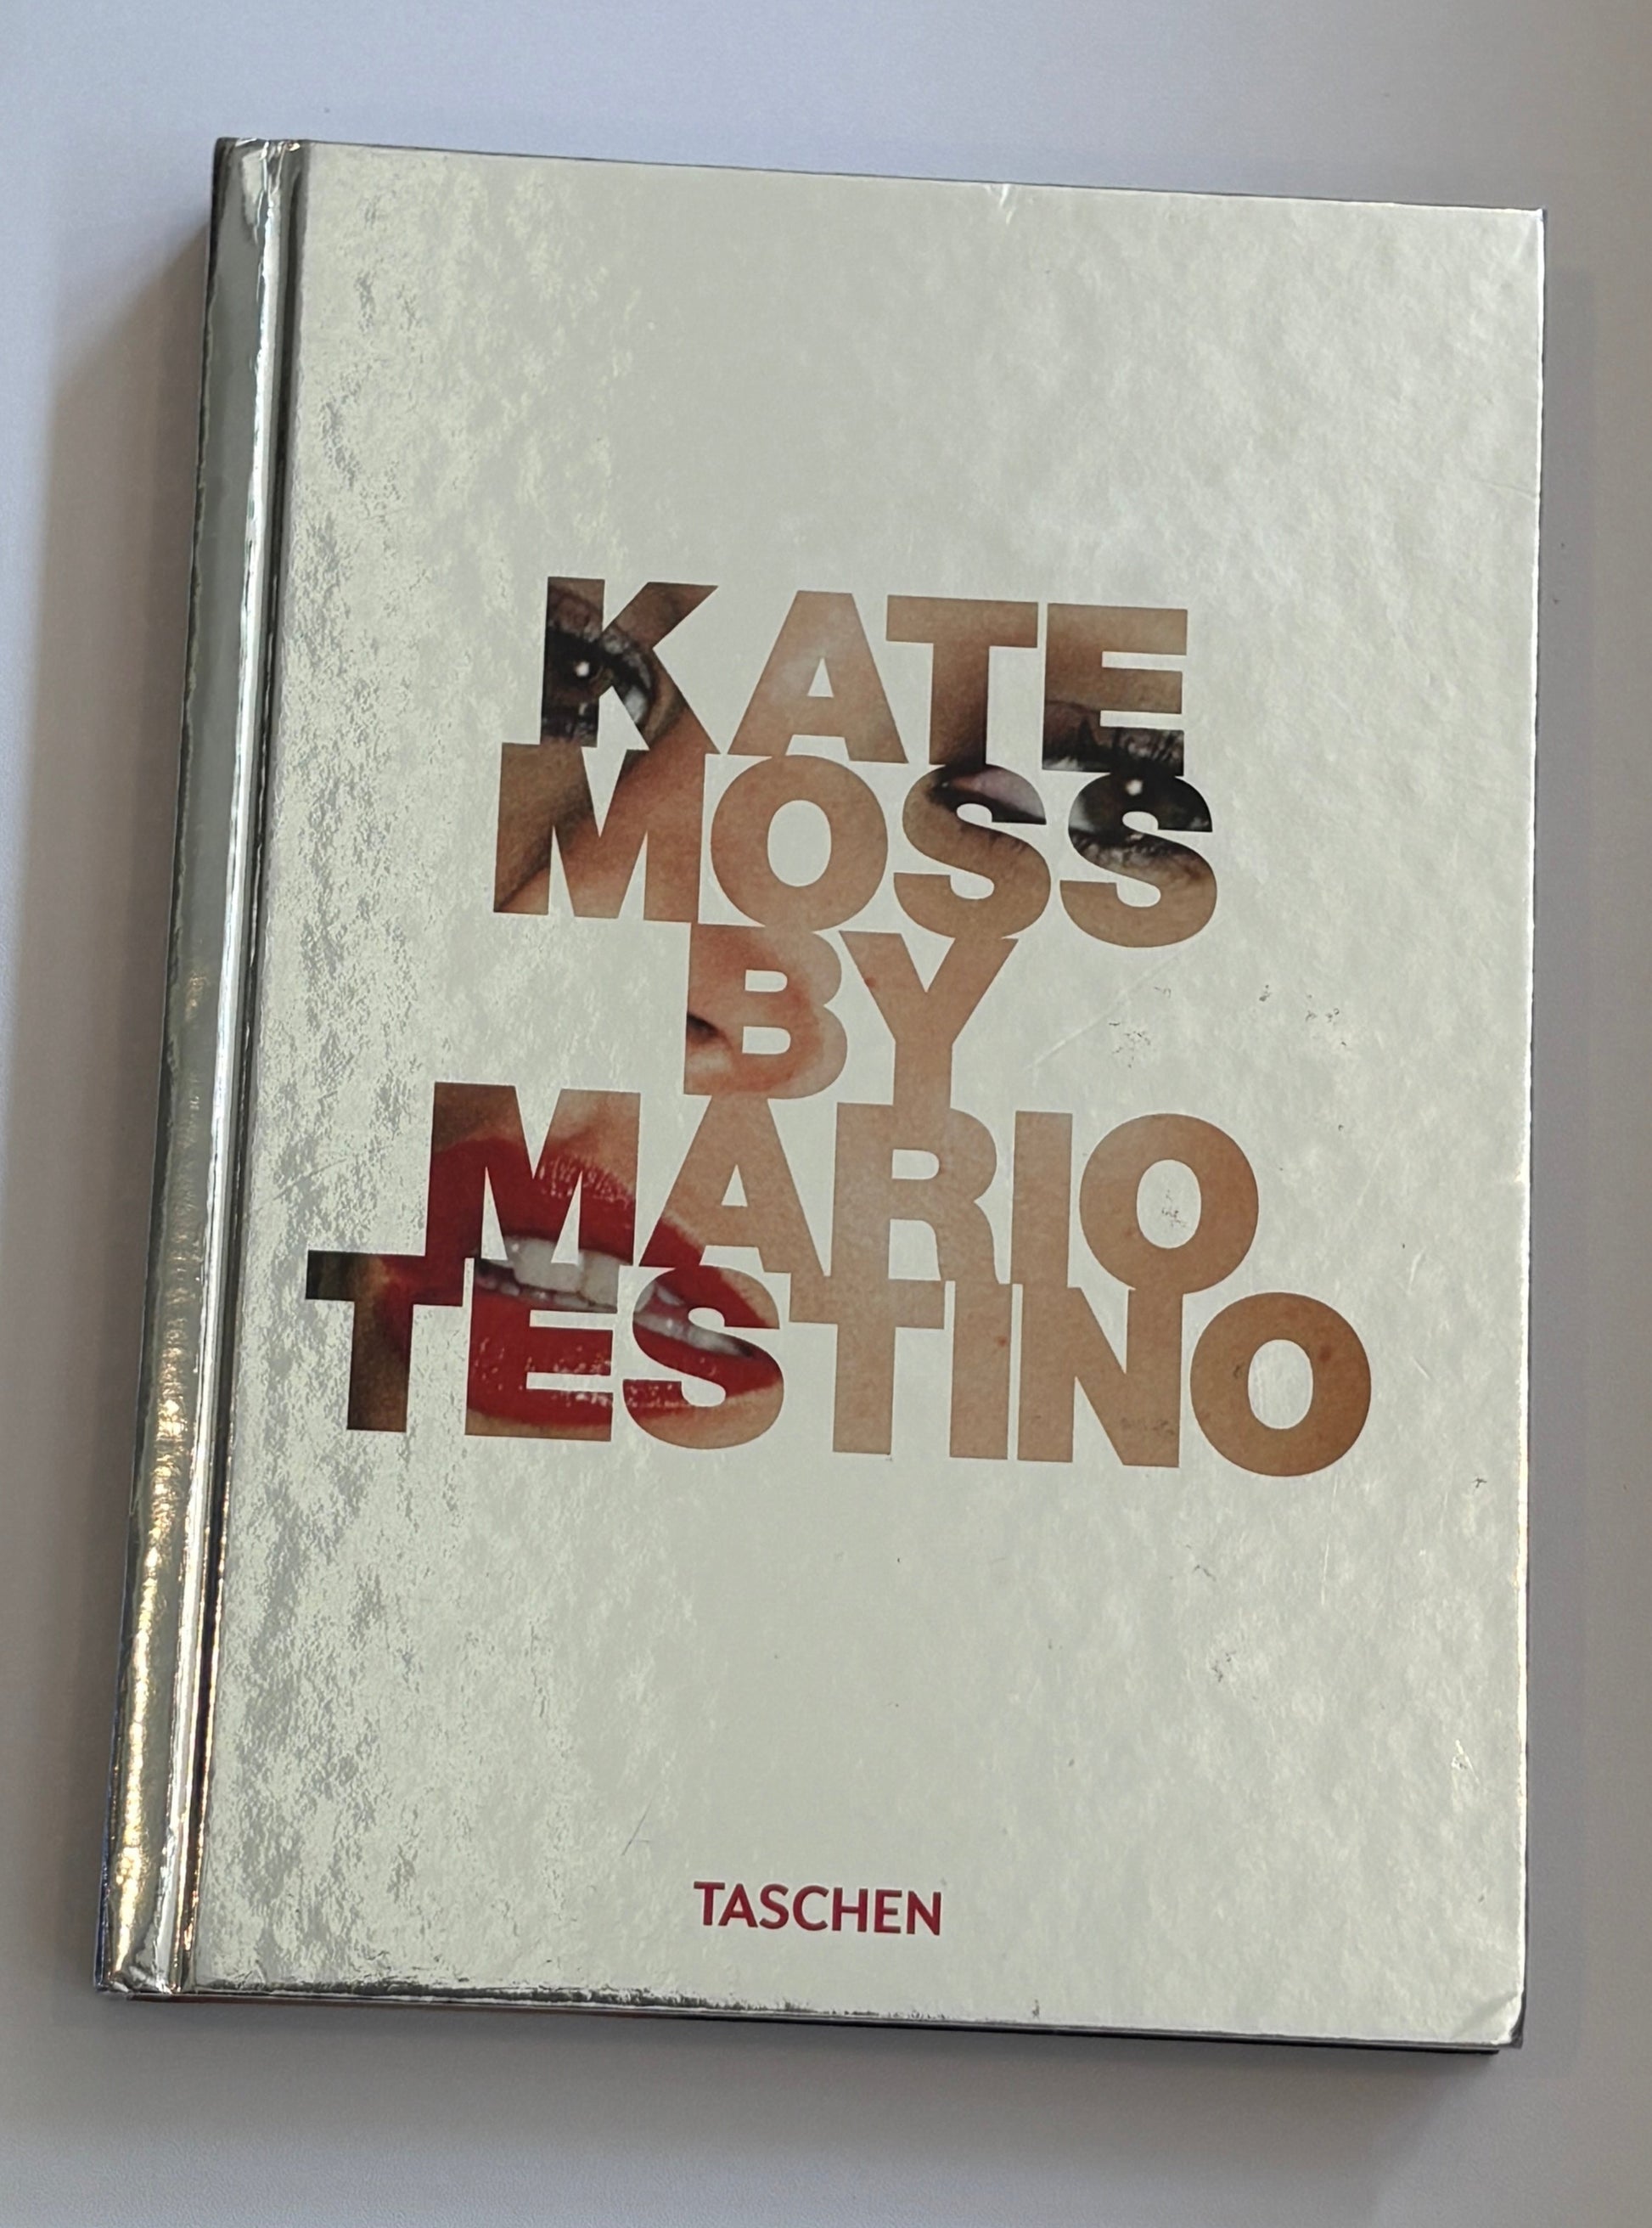 KATE
MOSS
BY
MARIO
TESTINO
TASCHEN